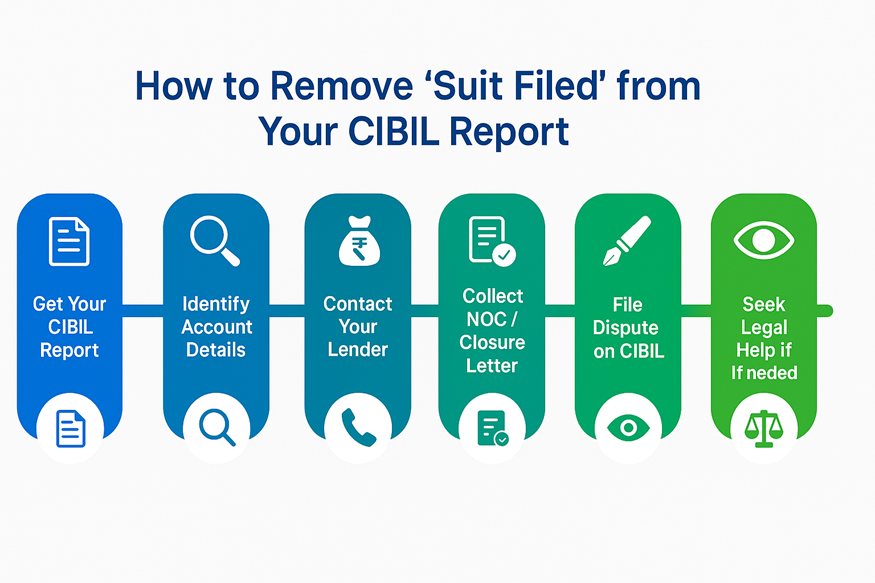 How to Remove ‘Suit Filed’ from
Your CIBIL Report
Get Your
CIBIL
Report
Identify
Account
Details
Contact
Your
Lender
Collect
NOC /
Closure
Letter
File
Dispute
on CIBIL
Seek
Legal
Help if
If needed